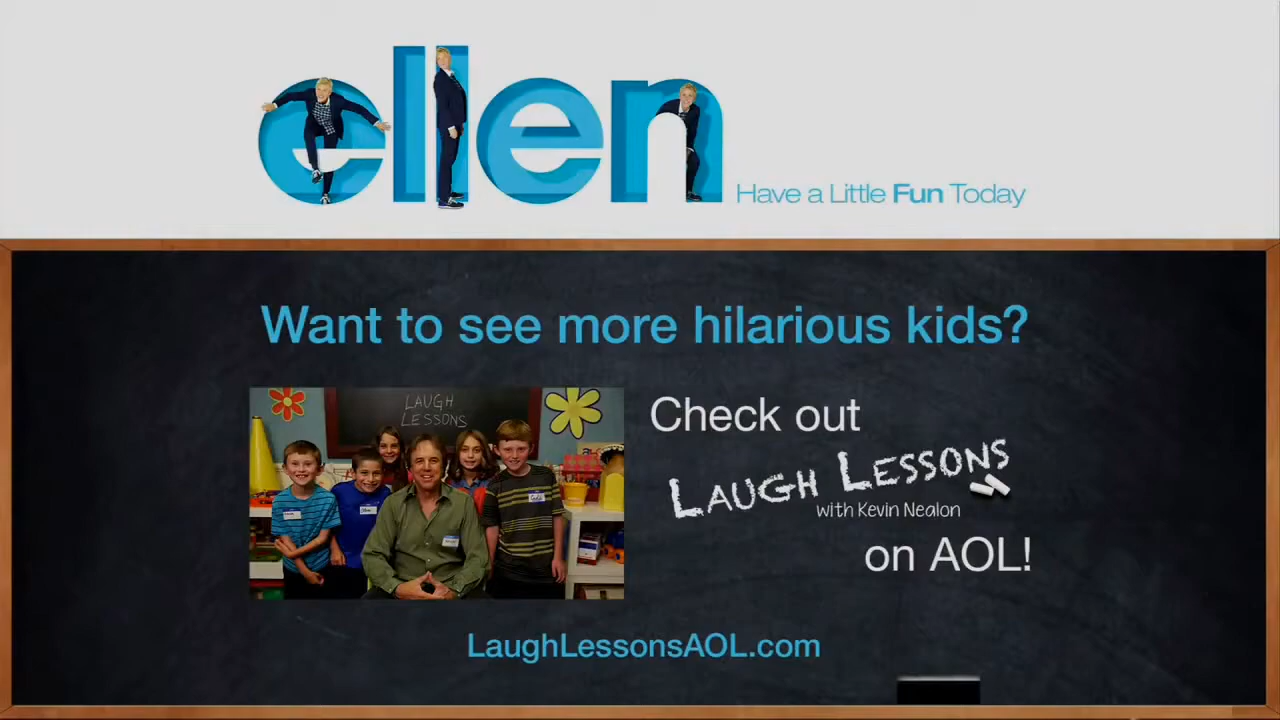 ellen
Have a Little Fun Today
Want to see more hilarious kids?
LAUGH
LESSONS
Check out
LAUGH LESSONS
with Kevin Nealon
on AOL!
LaughLessonsAOL.com